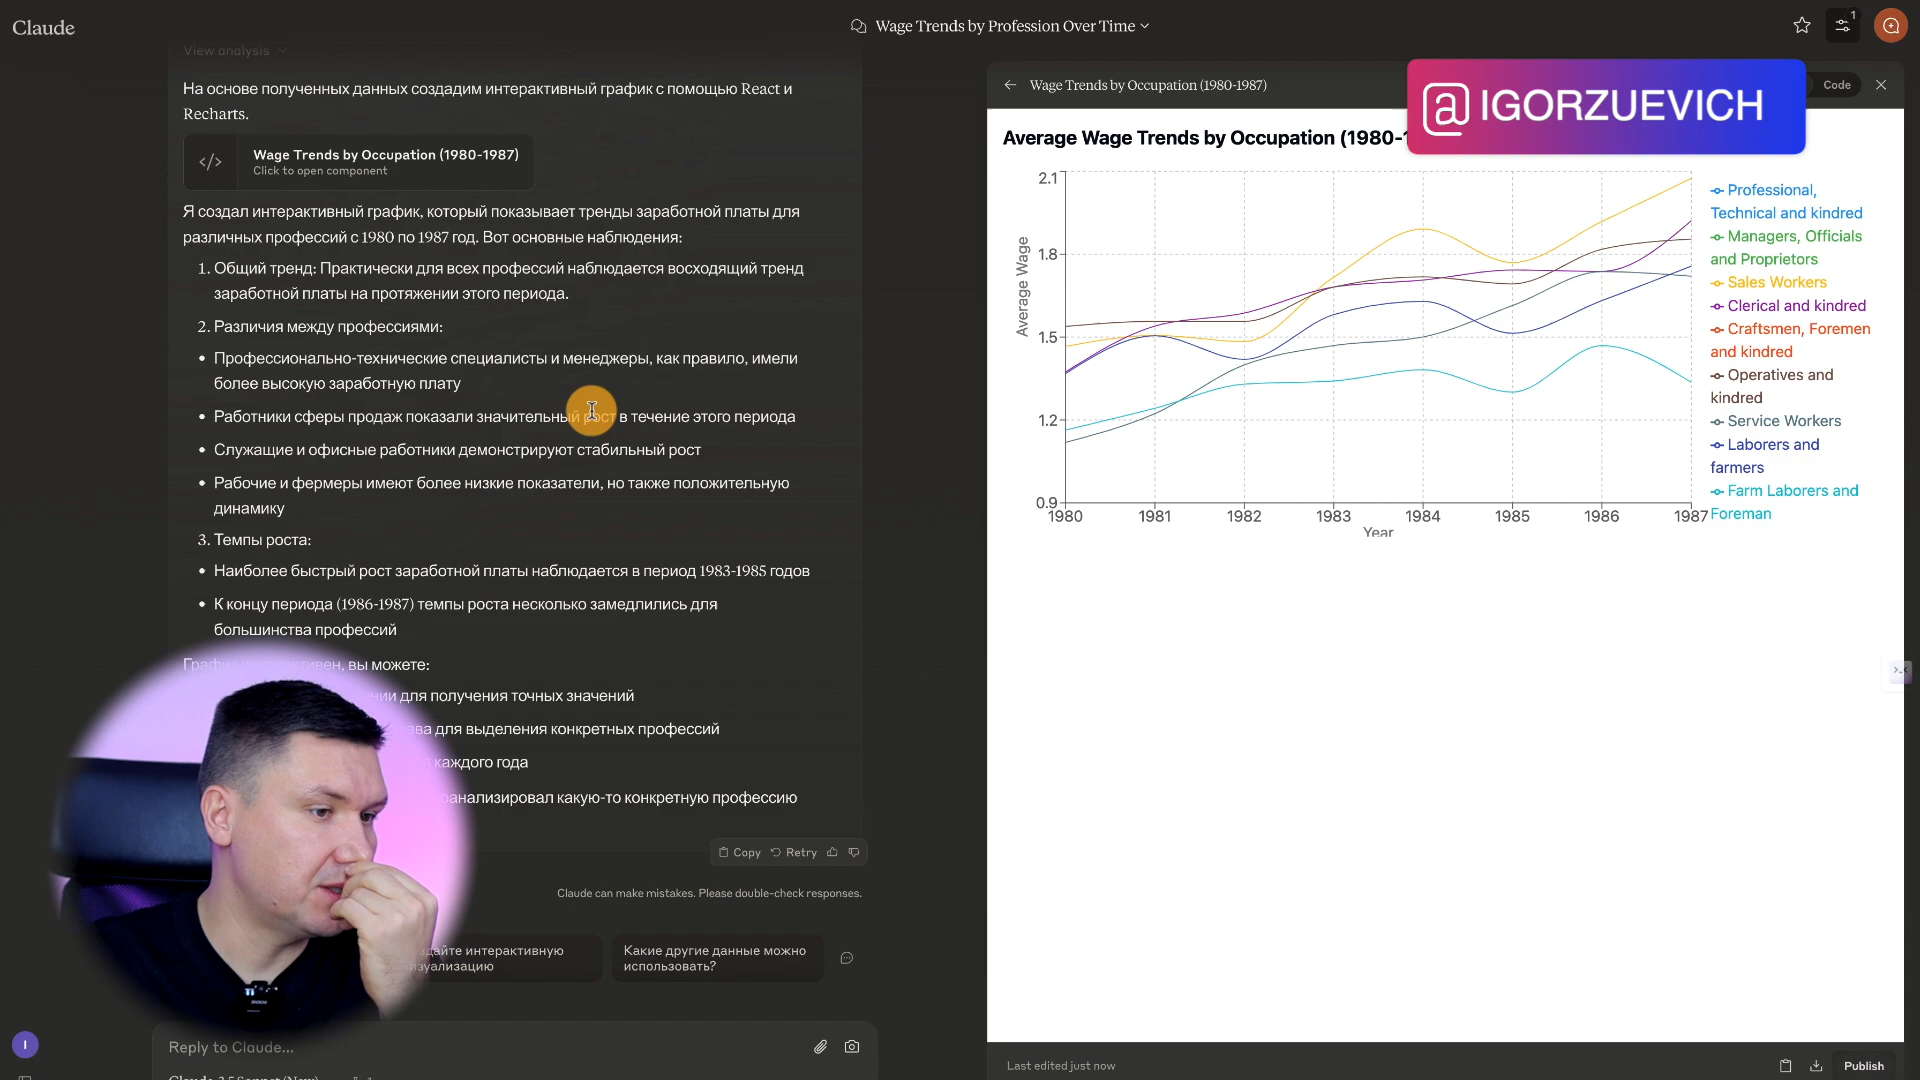 Claude
Wage Trends by Profession Over Time
1
View analysis
На основе полученных данных создадим интерактивный график с помощью React и
Recharts.
Wage Trends by Occupation (1980-1987)
Click to open component
Я создал интерактивный график, который показывает тренды заработной платы для
различных профессий с 1980 по 1987 год. Вот основные наблюдения:
1. Общий тренд: Практически для всех профессий наблюдается восходящий тренд
заработной платы на протяжении этого периода.
2. Различия между профессиями:
• Профессионально-технические специалисты и менеджеры, как правило, имели
более высокую заработную плату
• Работники сферы продаж показали значительный рост в течение этого периода
• Служащие и офисные работники демонстрируют стабильный рост
• Рабочие и фермеры имеют более низкие показатели, но также положительную
динамику
3. Темпы роста:
• Наиболее быстрый рост заработной платы наблюдается в период 1983-1985 годов
• К концу периода (1986-1987) темпы роста несколько замедлились для
большинства профессий
вы можете:
для получения точных значений
для выделения конкретных профессий
каждого года
какую-то конкретную профессию
Copy
Retry
Claude can make mistakes. Please double-check responses.
интерактивную
Какие другие данные можно
использовать?
I
Reply to Claude...
Wage Trends by Occupation (1980-1987)
@IGORZUEVICH
Code
Average Wage Trends by Occupation (1980-1
2.1
1.8
1.5
1.2
0.9
Average Wage
1980 1981 1982 1983 1984 1985 1986 1987
Year
Professional,
Technical and kindred
Managers, Officials
and Proprietors
Sales Workers
Clerical and kindred
Craftsmen, Foremen
and kindred
Operatives and
kindred
Service Workers
Laborers and
farmers
Farm Laborers and
Foreman
Last edited just now
Publish